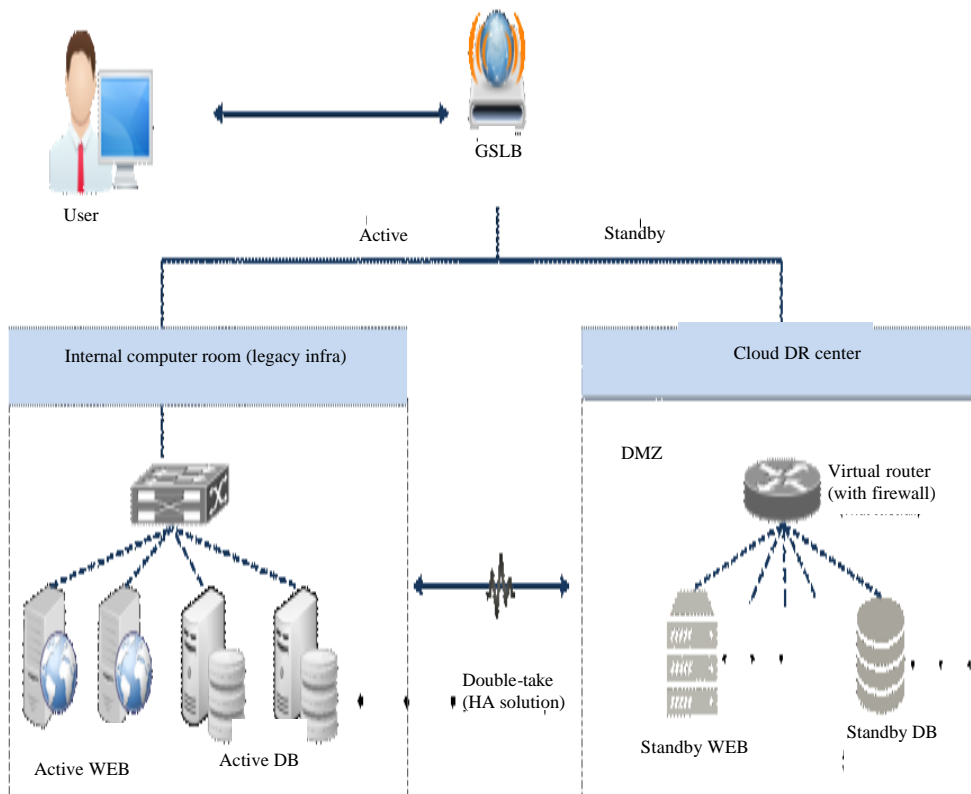 GSLB
User
Active
Standby
Internal computer room (legacy infra)
Cloud DR center
DMZ
Virtual router
(with firewall)
Double-take
(HA solution)
Active WEB
Active DB
Standby WEB
Standby DB